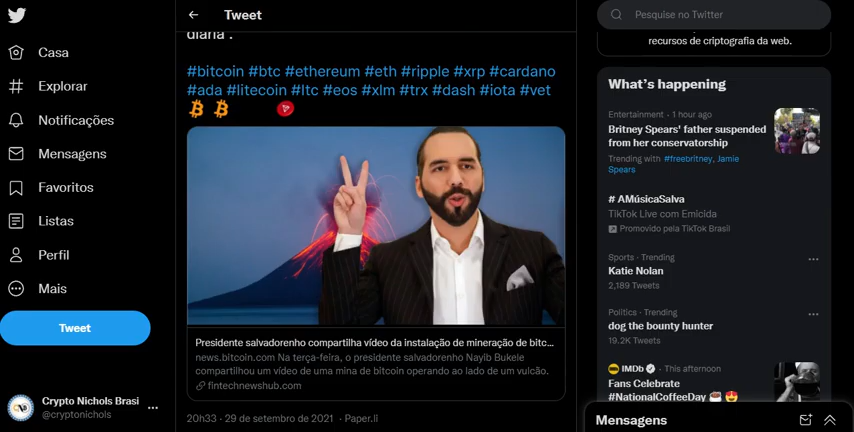 Tweet
Pesquise no Twitter
Casa
Explorar
Notificações
Mensagens
Favoritos
Listas
Perfil
Mais
Tweet
Crypto Nichols Brasi
@cryptonichols
diária .
#bitcoin #btc #ethereum #eth #ripple #xrp #cardano
#ada #litecoin #ltc #eos #xlm #trx #dash #iota #vet
Presidente salvadorenho compartilha vídeo da instalação de mineração de bitc...
news.bitcoin.com Na terça-feira, o presidente salvadorenho Nayib Bukele
compartilhou um vídeo de uma mina de bitcoin operando ao lado de um vulcão.
fintechnewshub.com
20h33 · 29 de setembro de 2021 · Paper.li
recursos de criptografia da web.
What's happening
Entertainment · 1 hour ago
Britney Spears' father suspended
from her conservatorship
Trending with #freebritney, Jamie
Spears
# AMúsicaSalva
TikTok Live com Emicida
Promovido pela TikTok Brasil
Sports · Trending
Katie Nolan
2,189 Tweets
Politics · Trending
dog the bounty hunter
19.2K Tweets
IMDb · This afternoon
Fans Celebrate
#NationalCoffeeDay
Mensagens